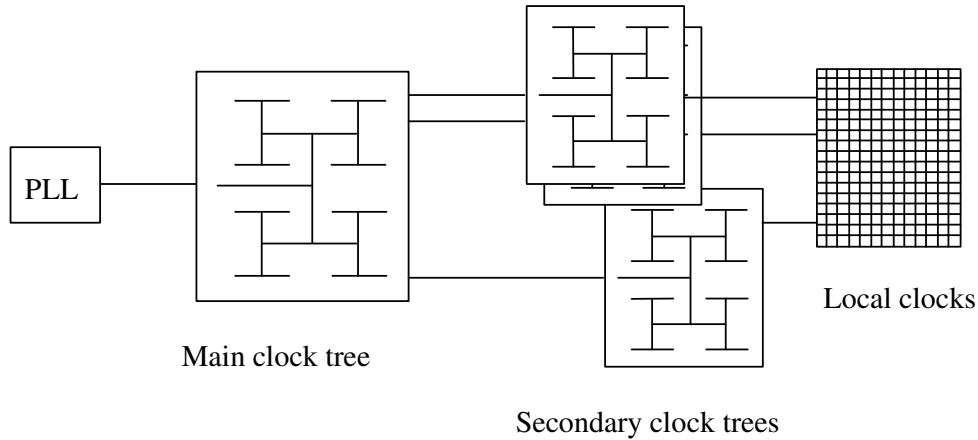 PLL
Main clock tree
Secondary clock trees
Local clocks